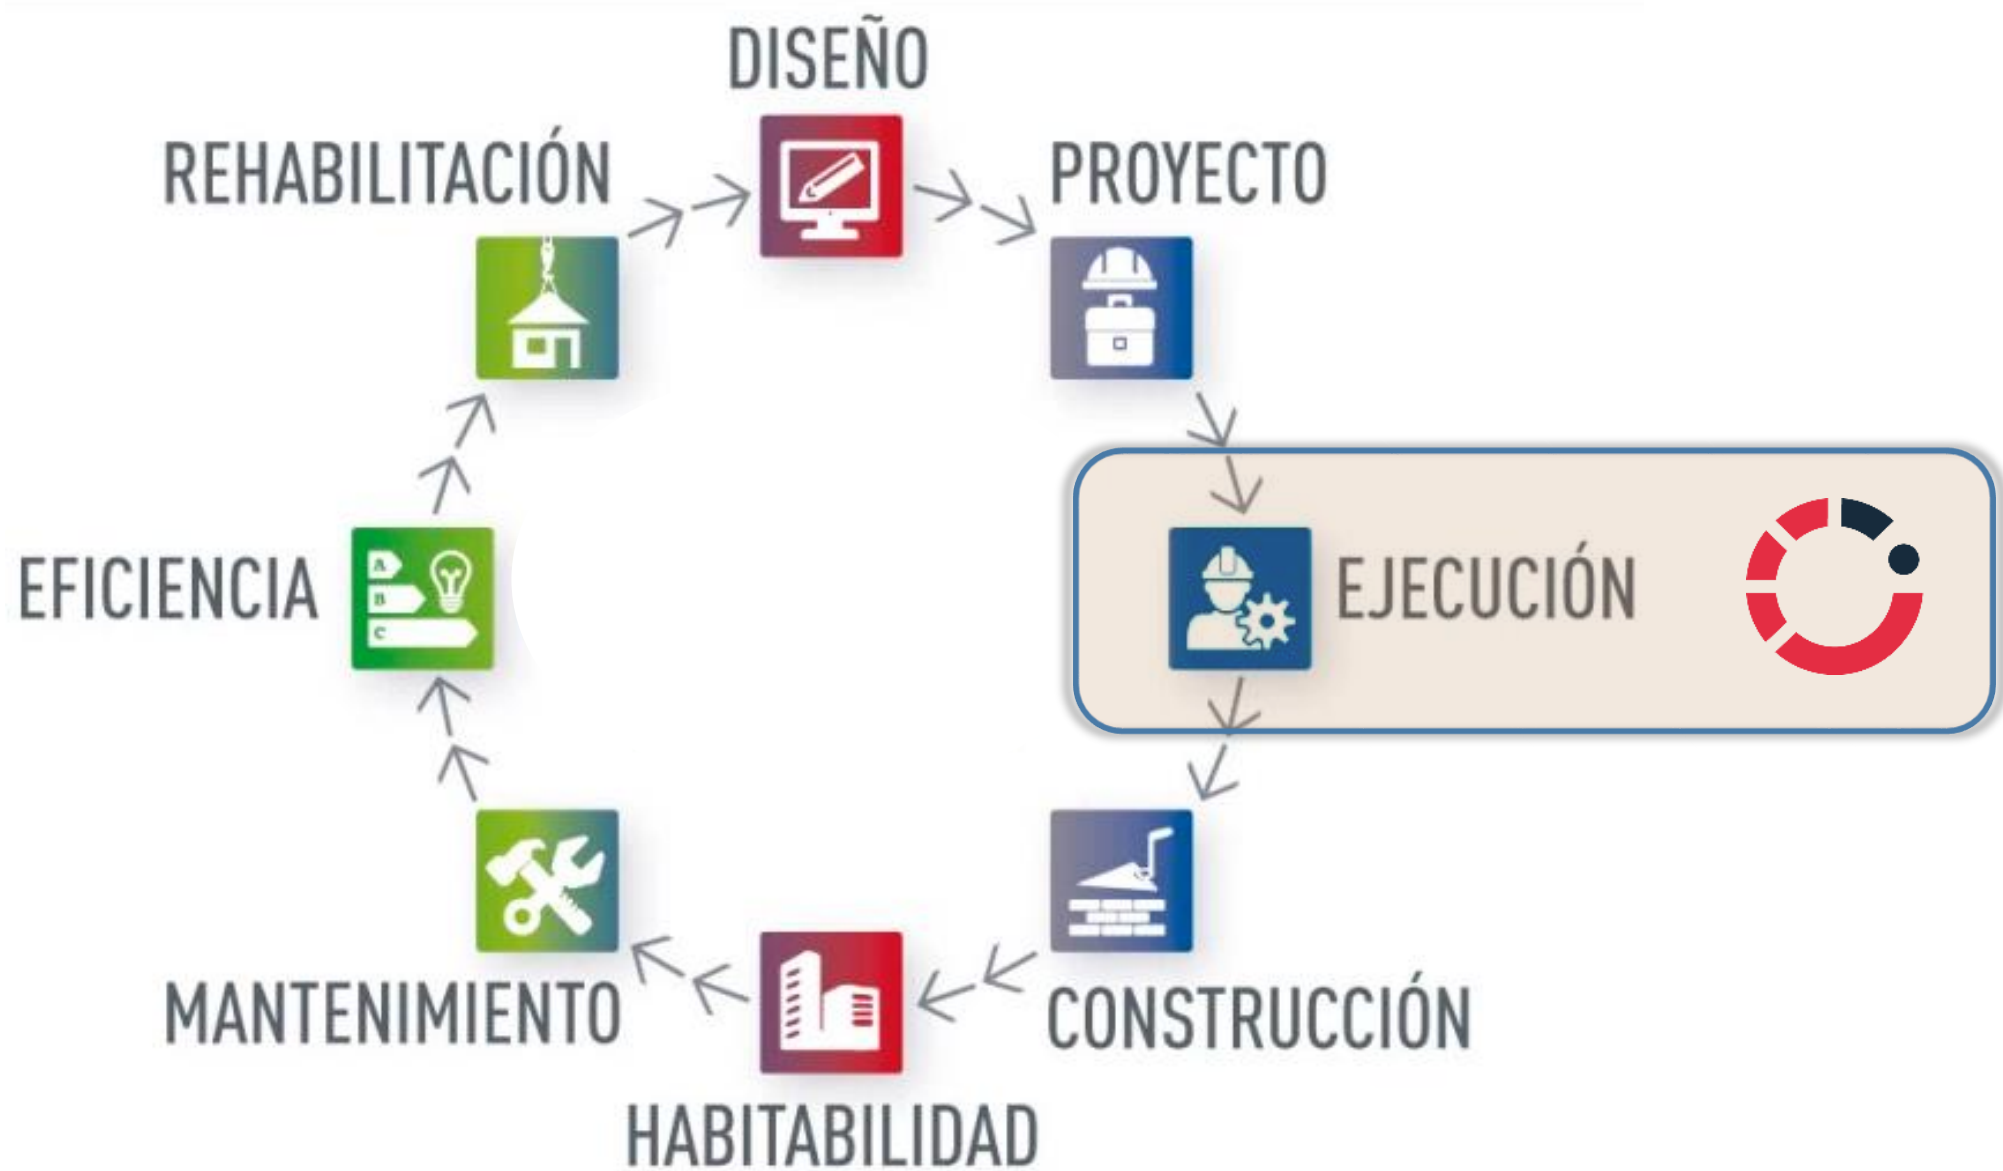 DISEÑO
REHABILITACIÓN
PROYECTO
EFICIENCIA
A
B
C
EJECUCIÓN
MANTENIMIENTO
CONSTRUCCIÓN
HABITABILIDAD